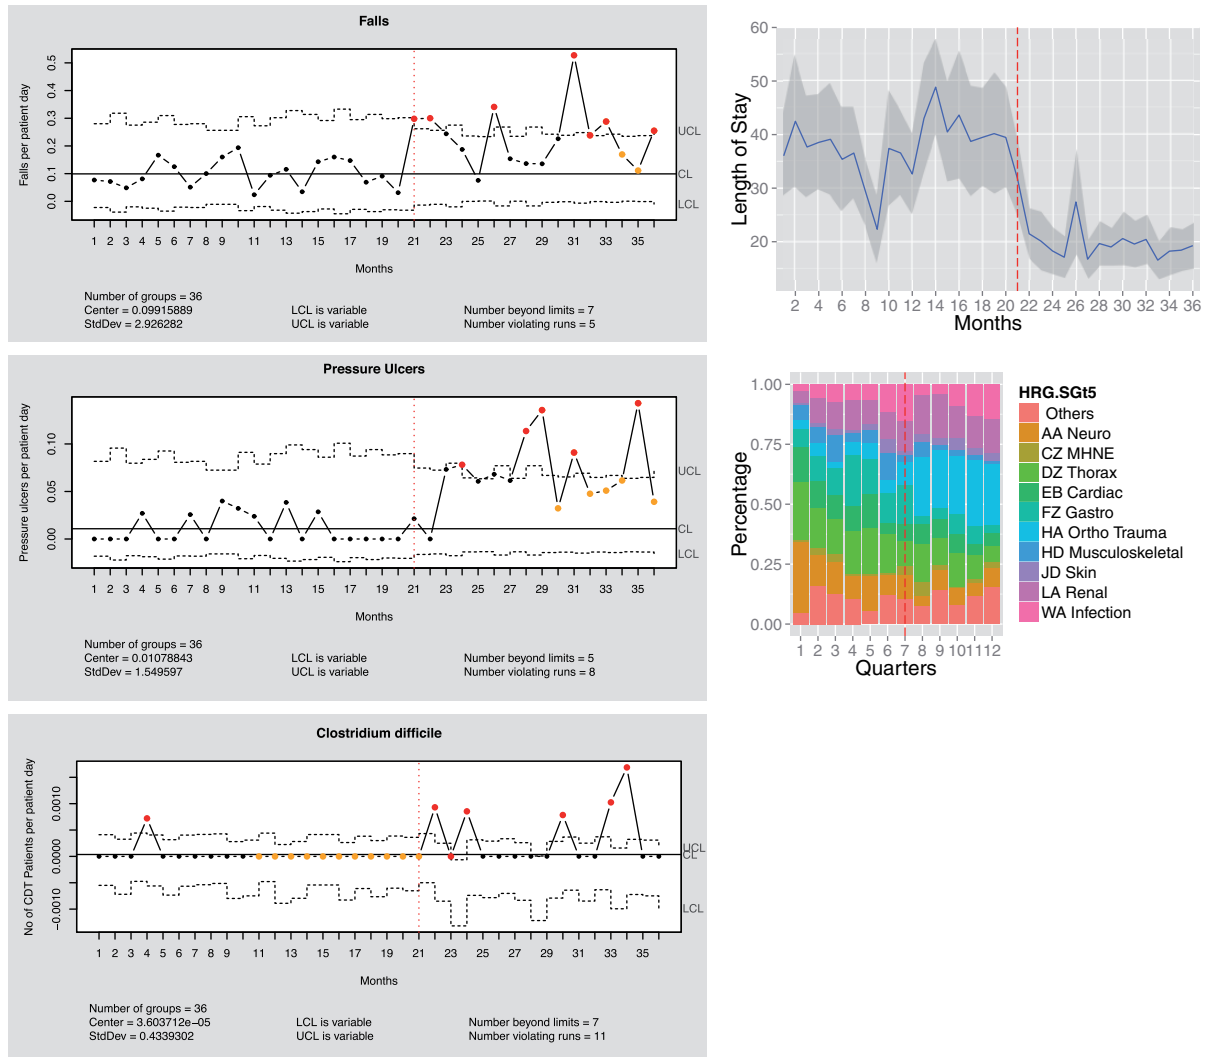 Falls
Falls per patient day
0.5
0.4
0.3
0.2
0.1
0.0
UCL
CL
LCL
1 2 3 4 5 6 7 8 9 11 13 15 17 19 21 23 25 27 29 31 33 35
Months
Number of groups = 36
Center = 0.09915889
StdDev = 2.926282
LCL is variable
UCL is variable
Number beyond limits = 7
Number violating runs = 5
Length of Stay
60
50
40
30
20
2 4 6 8 10 12 14 16 18 20 22 24 26 28 30 32 34 36
Months
Pressure Ulcers
Pressure ulcers per patient day
0.10
0.05
0.00
UCL
CL
LCL
1 2 3 4 5 6 7 8 9 11 13 15 17 19 21 23 25 27 29 31 33 35
Months
Number of groups = 36
Center = 0.01078843
StdDev = 1.549597
LCL is variable
UCL is variable
Number beyond limits = 5
Number violating runs = 8
Percentage
1.00
0.75
0.50
0.25
0.00
1 2 3 4 5 6 7 8 9 10 11 12
Quarters
HRG.SGt5
Others
AA Neuro
CZ MHNE
DZ Thorax
EB Cardiac
FZ Gastro
HA Ortho Trauma
HD Musculoskeletal
JD Skin
LA Renal
WA Infection
Clostridium difficile
No of CDT Patients per patient day
0.0010
0.0000
−0.0010
UCL
CL
LCL
1 2 3 4 5 6 7 8 9 11 13 15 17 19 21 23 25 27 29 31 33 35
Months
Number of groups = 36
Center = 3.603712e−05
StdDev = 0.4339302
LCL is variable
UCL is variable
Number beyond limits = 7
Number violating runs = 11